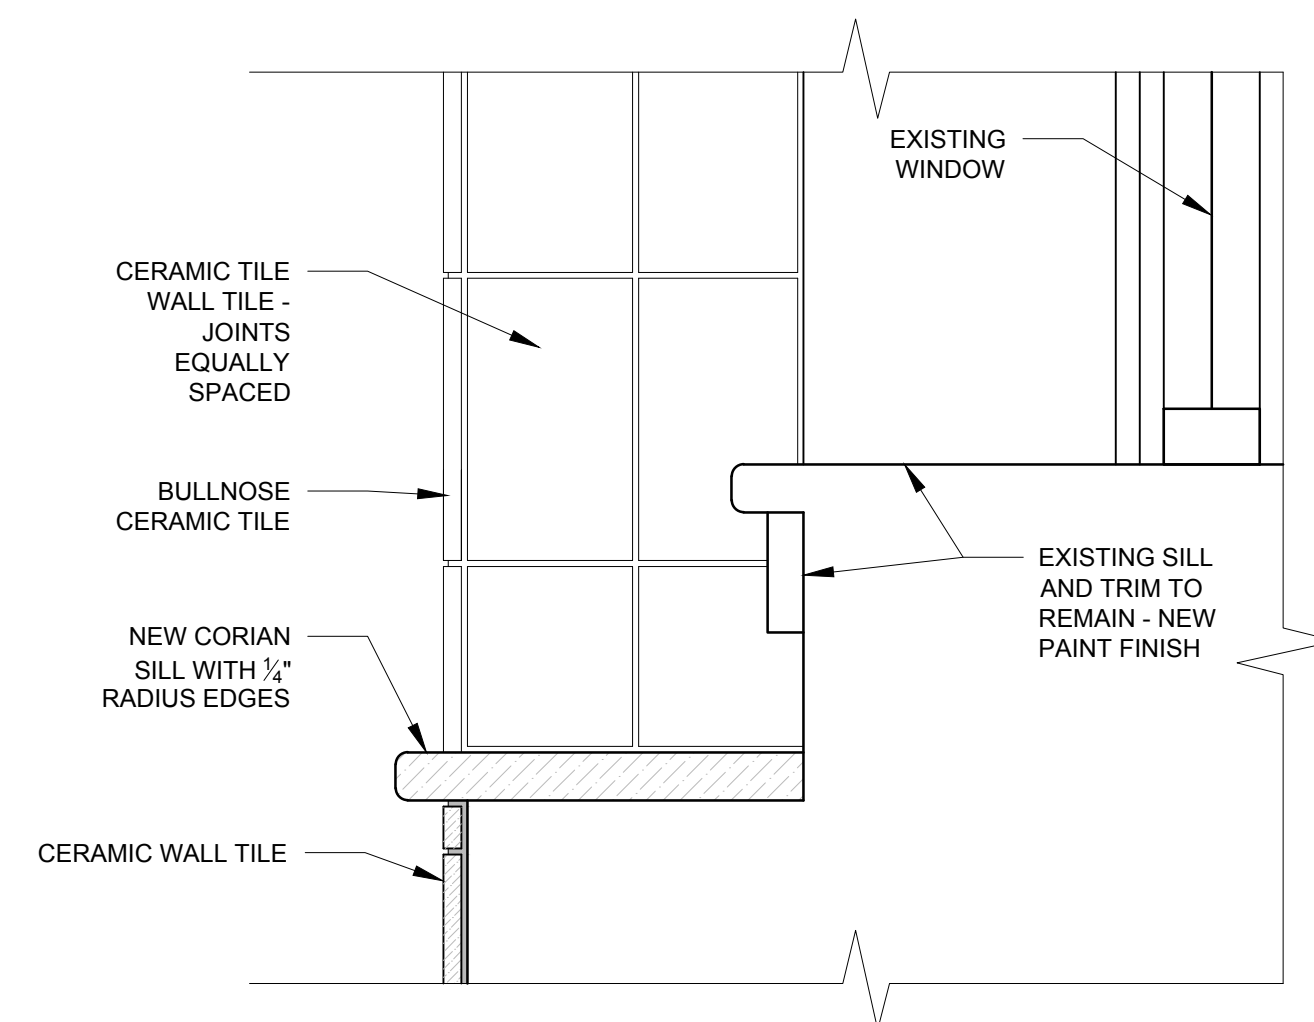 EXISTING
WINDOW
CERAMIC TILE
WALL TILE -
JOINTS
EQUALLY
SPACED
BULLNOSE
CERAMIC TILE
EXISTING SILL
AND TRIM TO
REMAIN - NEW
PAINT FINISH
NEW CORIAN
SILL WITH ¼"
RADIUS EDGES
CERAMIC WALL TILE